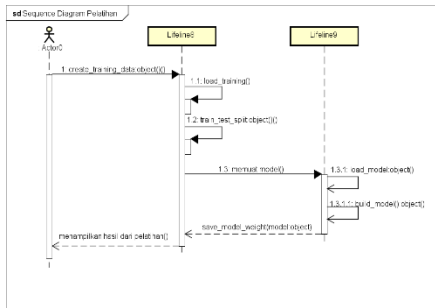 sd Sequence Diagram Pelatihan
Actor0
Lifeline8
Lifeline9
1: create_training_data:object()()
1.1: load_training()
1.2: train_test_split:object()()
1.3: memuat model()
1.3.1: load_model:object()
1.3.1.1: build_model():object()
save_model_weight(model:object)
menampilkan hasil dari pelatihan()